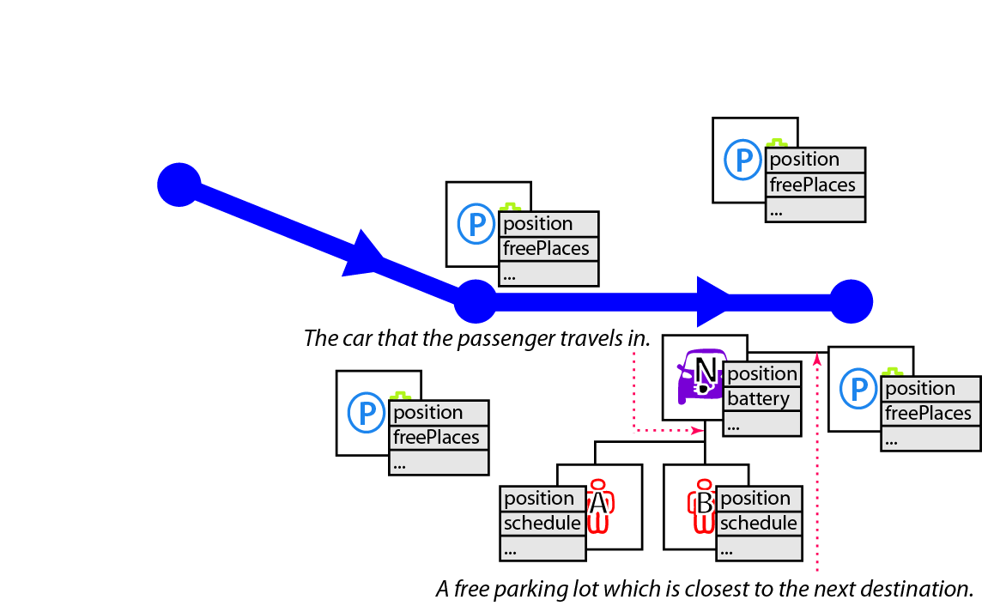 P
position
freePlaces
...
P
position
freePlaces
...
The car that the passenger travels in.
N
position
battery
...
P
position
freePlaces
...
P
position
freePlaces
...
A
position
schedule
...
B
position
schedule
...
A free parking lot which is closest to the next destination.